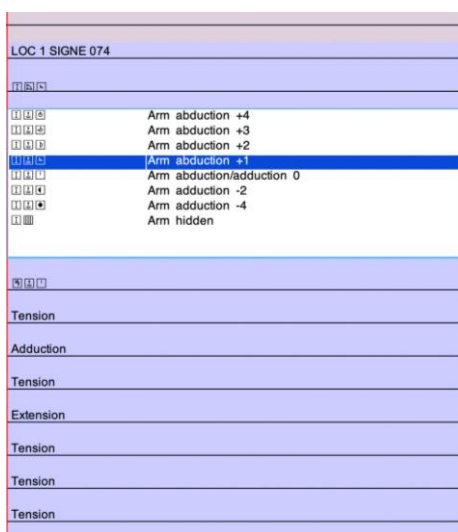 LOC 1 SIGNE 074
Arm abduction +4
Arm abduction +3
Arm abduction +2
Arm abduction +1
Arm abduction/adduction 0
Arm adduction -2
Arm adduction -4
Arm hidden
Tension
Adduction
Tension
Extension
Tension
Tension
Tension